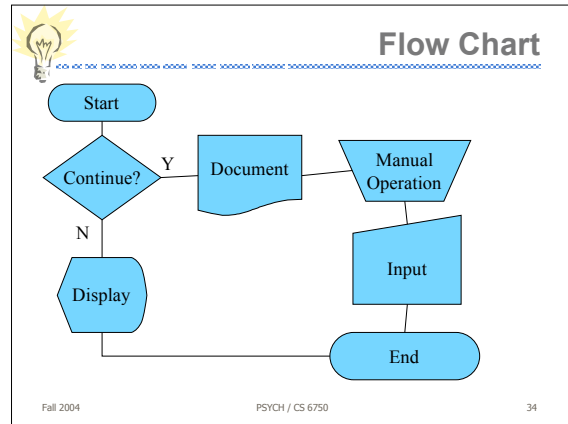 Flow Chart
Start
Continue?
Y
Document
Manual
Operation
N
Display
Input
End
Fall 2004
PSYCH / CS 6750
34